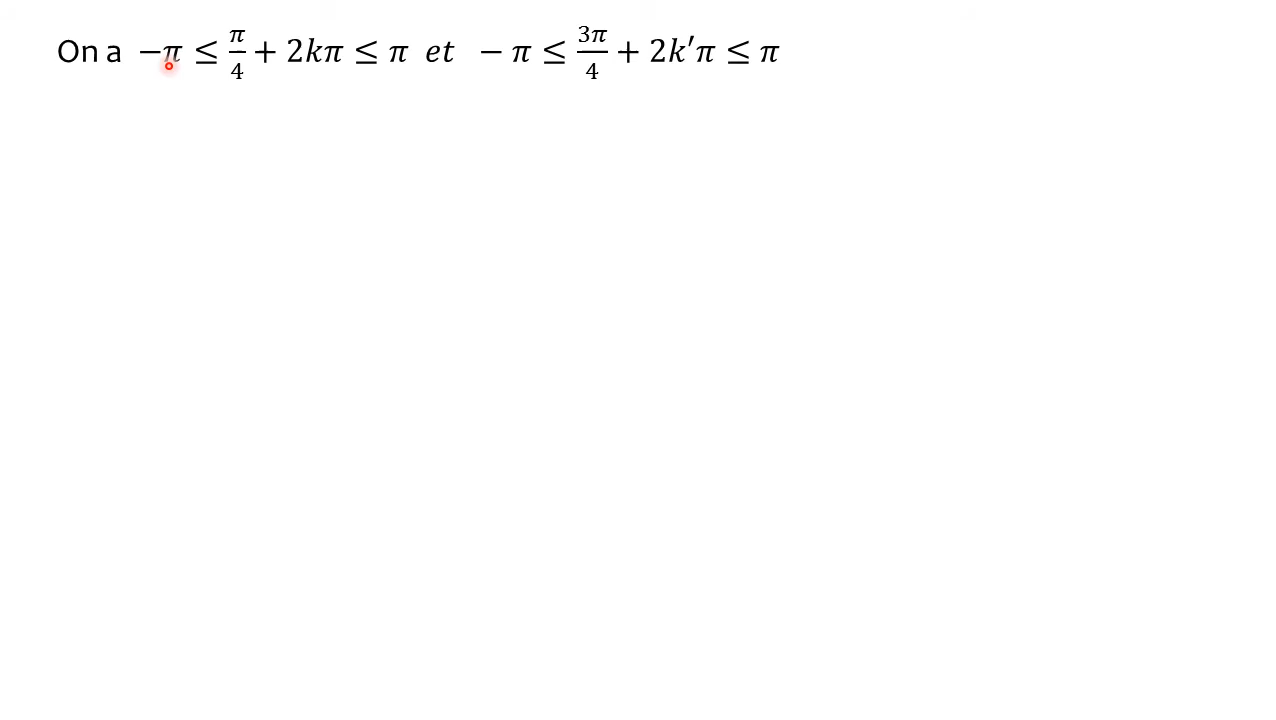 On a −π ≤ π/4 + 2kπ ≤ π et − π ≤ 3π/4 + 2k′π ≤ π